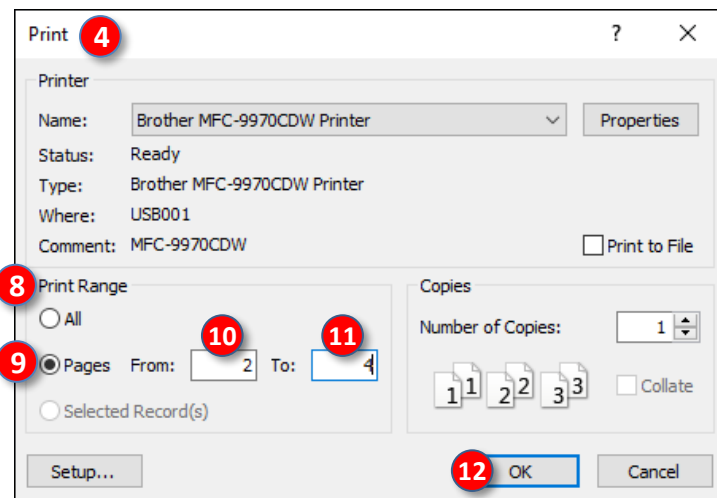 Print 4 ?
Printer
Name: Brother MFC-9970CDW Printer Properties
Status: Ready
Type: Brother MFC-9970CDW Printer
Where: USB001
Comment: MFC-9970CDW Print to File
8 Print Range
All
9 Pages From: 10 2 To: 11 4
Selected Record(s)
Copies
Number of Copies: 1
1 1 2 2 3 3 Collate
Setup... 12 OK Cancel